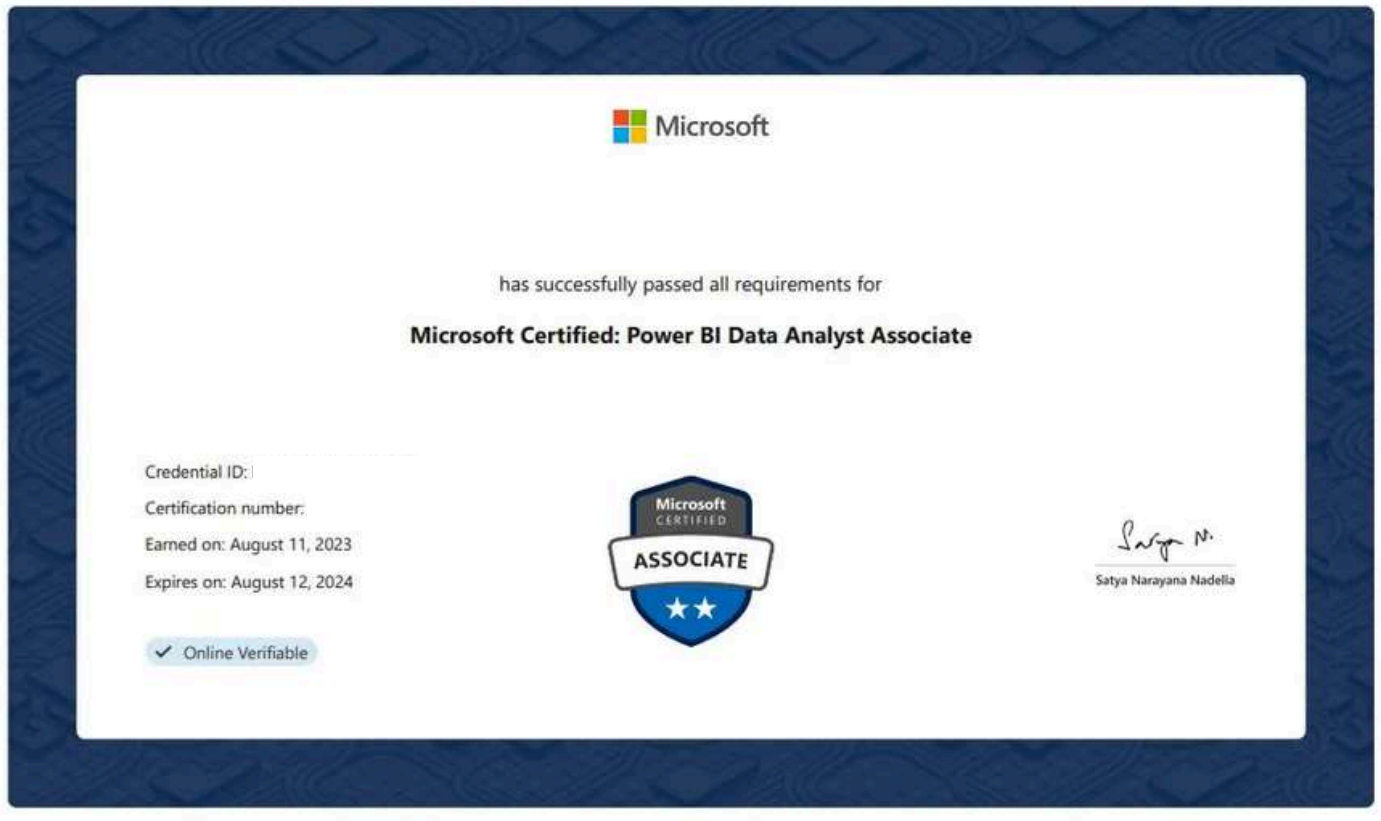 Microsoft
has successfully passed all requirements for
Microsoft Certified: Power BI Data Analyst Associate
Credential ID:
Certification number:
Earned on: August 11, 2023
Expires on: August 12, 2024
Online Verifiable
Microsoft
CERTIFIED
ASSOCIATE
Satya N.
Satya Narayana Nadella